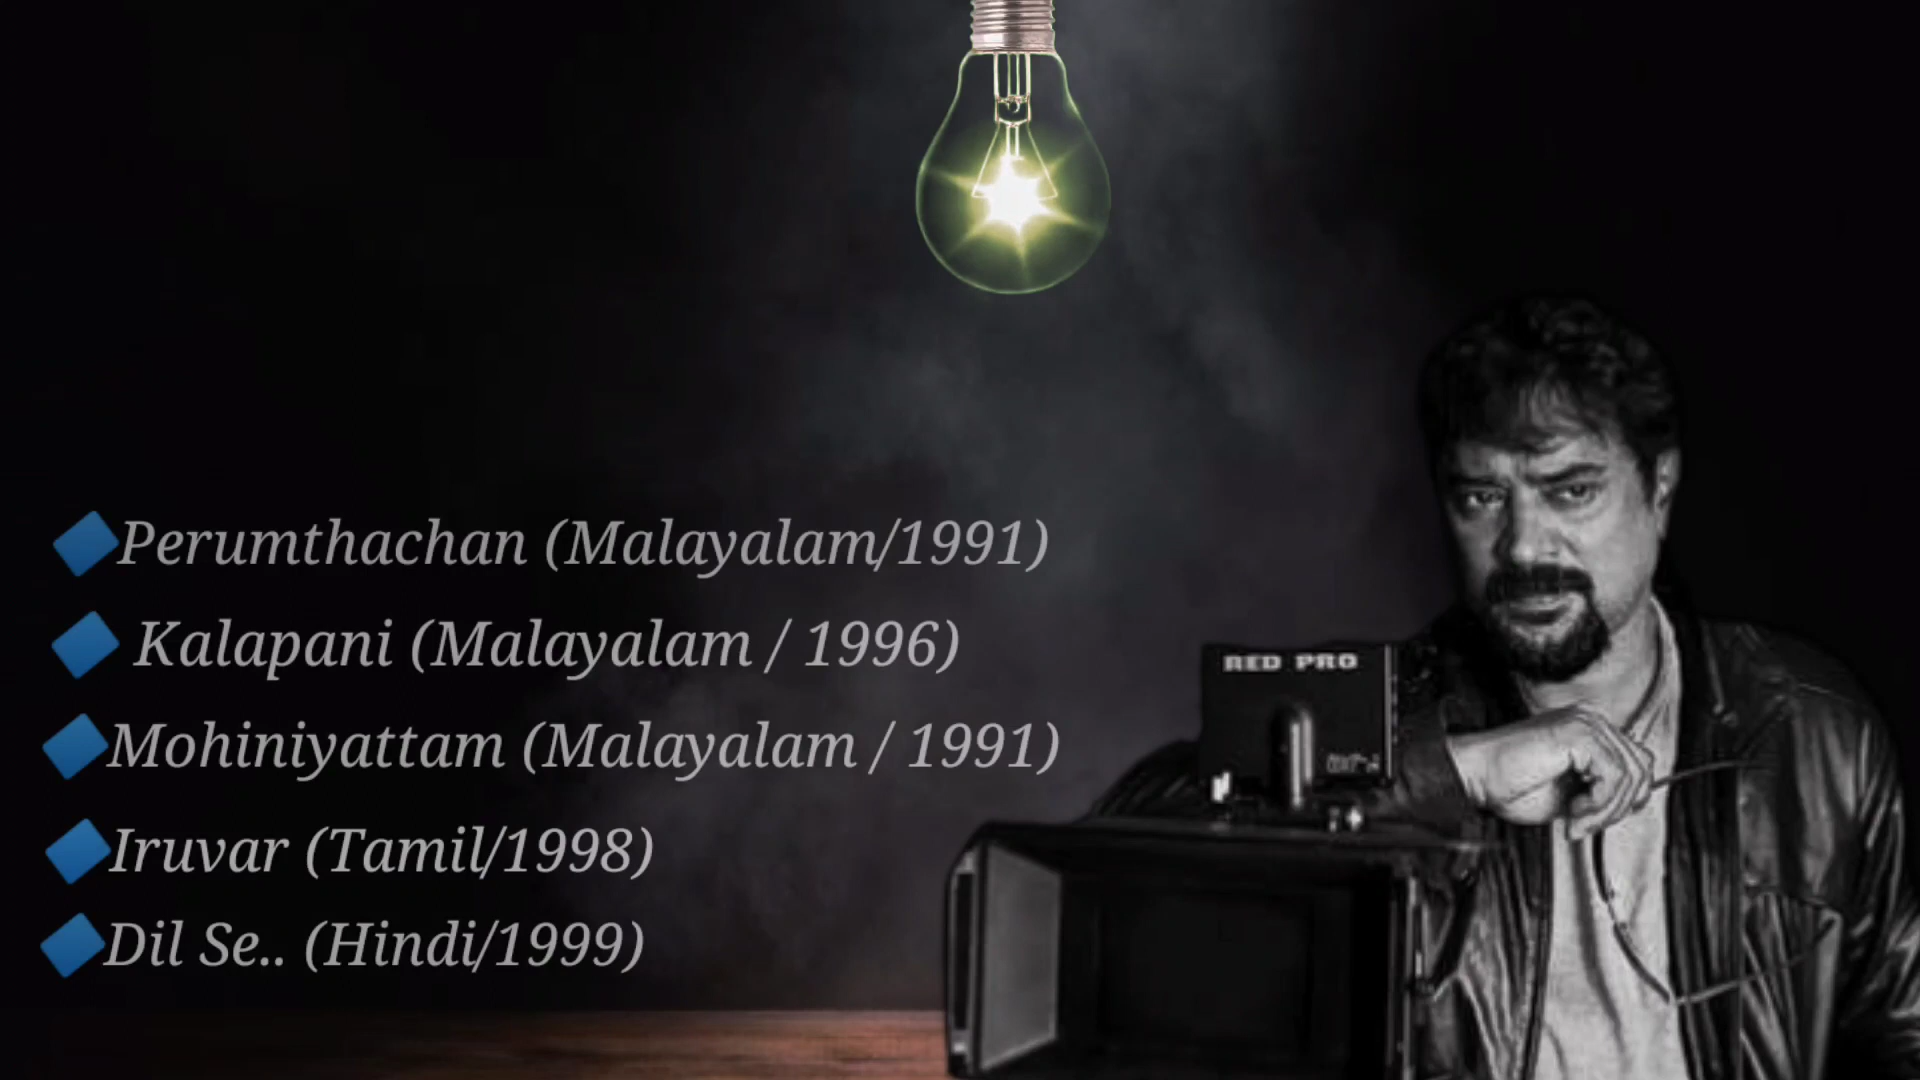 Perumthachan (Malayalam/1991)
Kalapani (Malayalam / 1996)
Mohiniyattam (Malayalam / 1991)
Iruvar (Tamil/1998)
Dil Se.. (Hindi/1999)
RED PRO